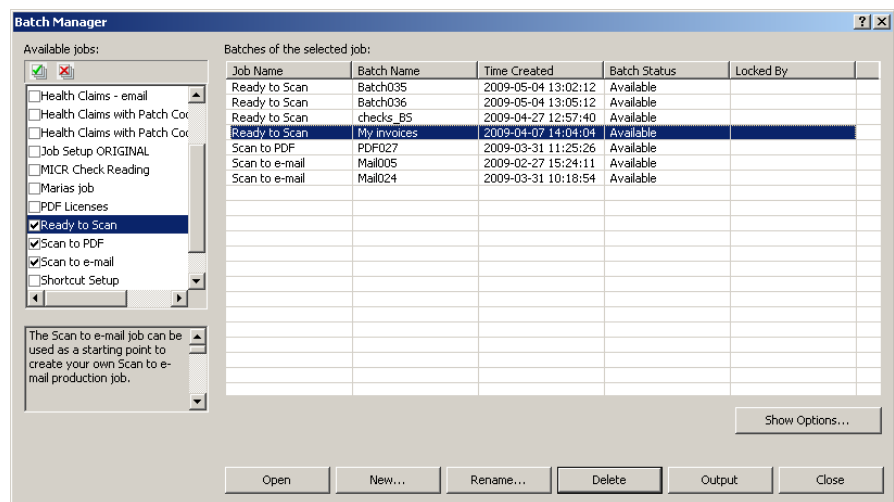 Batch Manager
Available jobs:
Health Claims - email
Health Claims with Patch Coc
Health Claims with Patch Coc
Job Setup ORIGINAL
MICR Check Reading
Marias job
PDF Licenses
Ready to Scan
Scan to PDF
Scan to e-mail
Shortcut Setup
The Scan to e-mail job can be
used as a starting point to
create your own Scan to e-
mail production job.
Batches of the selected job:
Job Name Batch Name Time Created Batch Status Locked By
Ready to Scan Batch035 2009-05-04 13:02:12 Available
Ready to Scan Batch036 2009-05-04 13:05:12 Available
Ready to Scan checks_BS 2009-04-27 12:57:40 Available
Ready to Scan My invoices 2009-04-07 14:04:04 Available
Scan to PDF PDF027 2009-03-31 11:25:26 Available
Scan to e-mail Mail005 2009-02-27 15:24:11 Available
Scan to e-mail Mail024 2009-03-31 10:18:54 Available
Show Options...
Open New... Rename... Delete Output Close